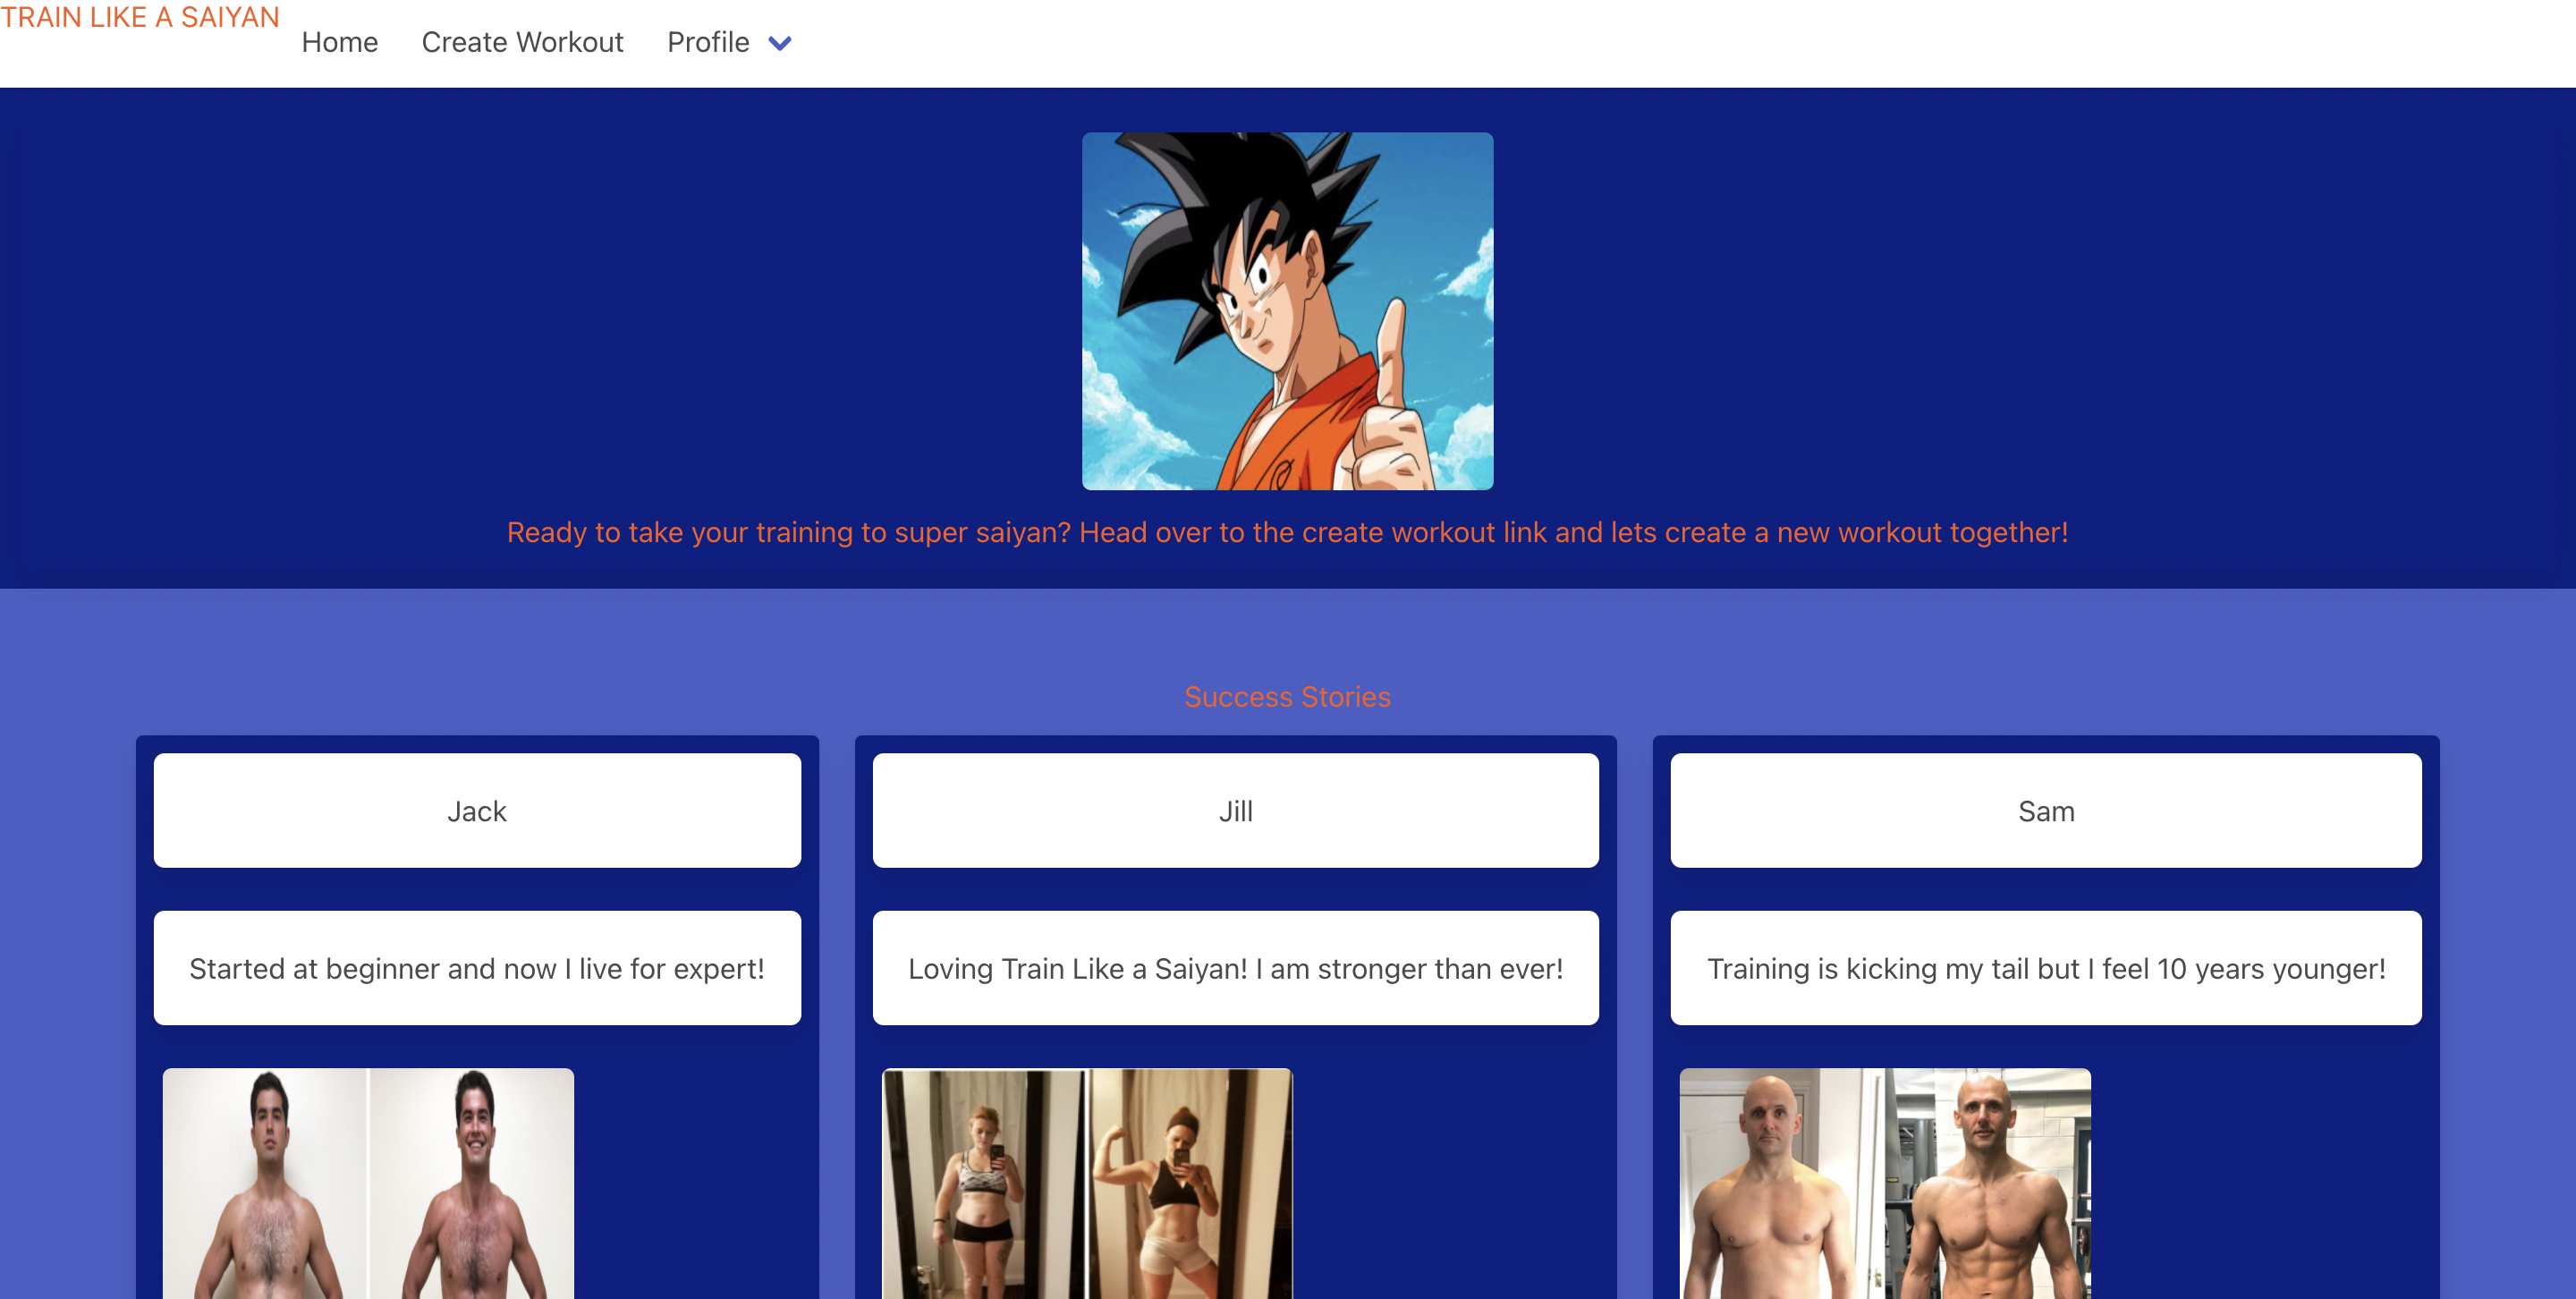 TRAIN LIKE A SAIYAN
Home Create Workout Profile
Ready to take your training to super saiyan? Head over to the create workout link and lets create a new workout together!
Success Stories
Jack
Jill
Sam
Started at beginner and now I live for expert!
Loving Train Like a Saiyan! I am stronger than ever!
Training is kicking my tail but I feel 10 years younger!